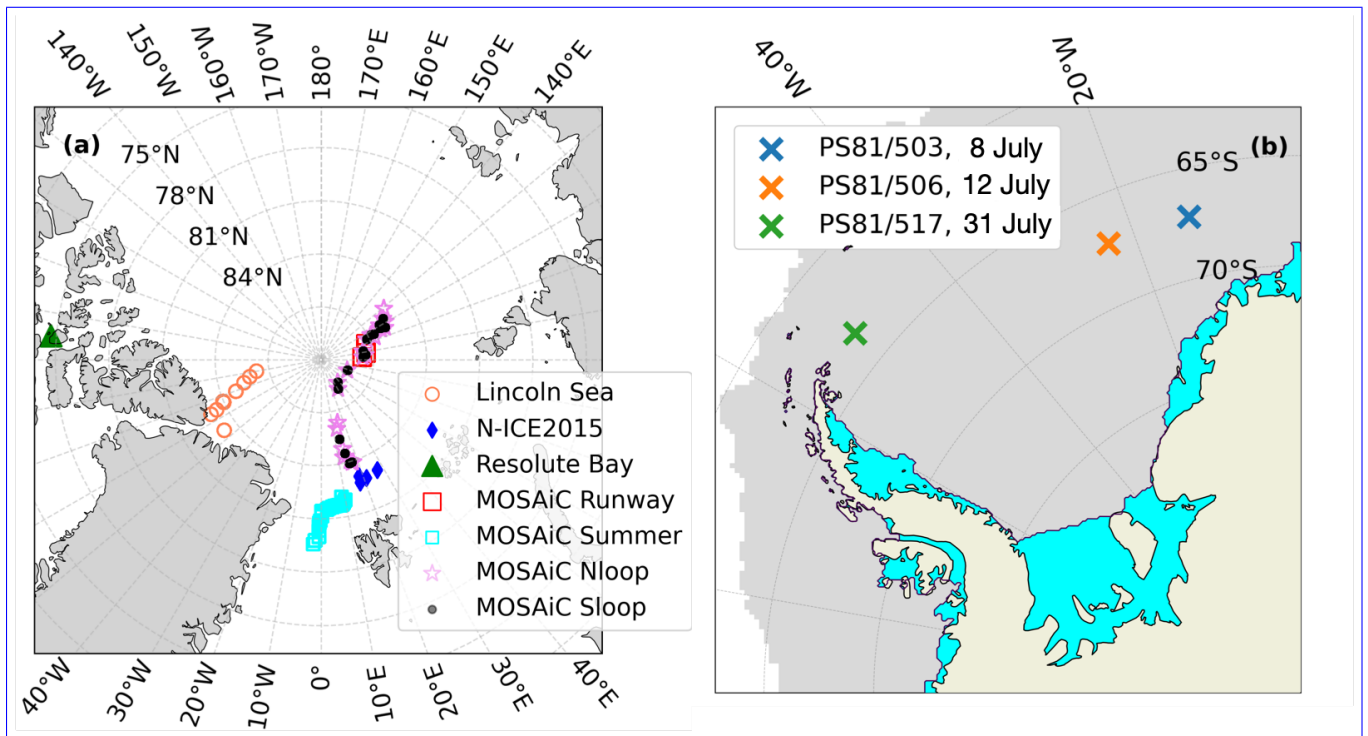 140°W
150°W
160°W
170°W
180°
170°E
160°E
150°E
140°E
(a)
75°N
78°N
81°N
84°N
Lincoln Sea
N-ICE2015
Resolute Bay
MOSAiC Runway
MOSAiC Summer
MOSAiC Nloop
MOSAiC Sloop
40°W
30°W
20°W
10°W
0°
10°E
20°E
30°E
40°E
40°W
20°W
PS81/503, 8 July
PS81/506, 12 July
PS81/517, 31 July
65°S
(b)
70°S